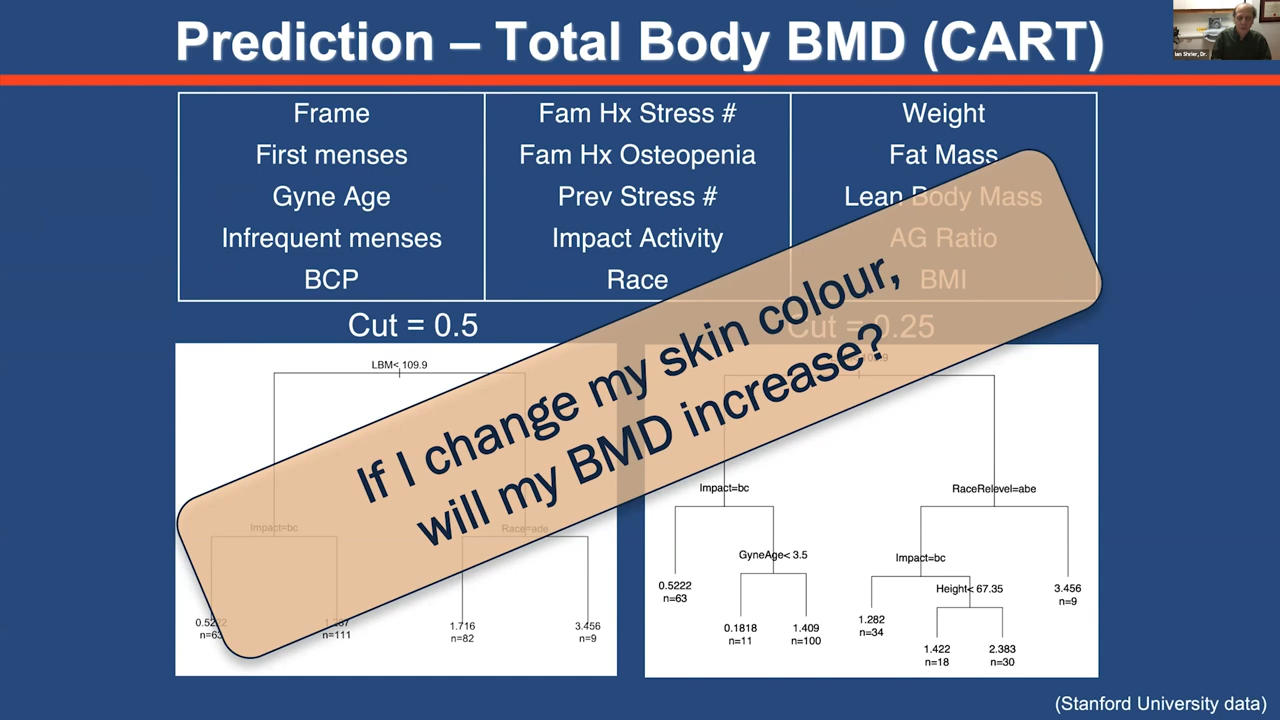 Prediction – Total Body BMD (CART)
Ian Shrier, Dr.
Frame
Fam Hx Stress #
Weight
First menses
Fam Hx Osteopenia
Fat Mass
Gyne Age
Prev Stress #
Lean Body Mass
Infrequent menses
Impact Activity
AG Ratio
BCP
Race
BMI
Cut = 0.5
Cut = 0.25
If I change my skin colour,
will my BMD increase?
LBM< 109.9
Impact=bc
Race=ade
n=63
n=111
1.716
n=82
3.456
n=9
Impact=bc
RaceRelevel=abe
GyneAge< 3.5
Impact=bc
0.5222
n=63
Height< 67.35
3.456
n=9
0.1818
n=11
1.409
n=100
1.282
n=34
1.422
n=18
2.383
n=30
(Stanford University data)